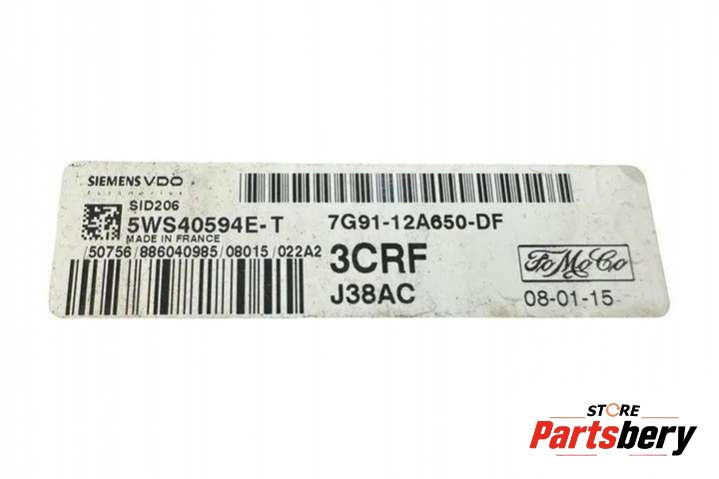 SIEMENS VDO
Automotive
SID206
5WS40594E-T
MADE IN FRANCE
/50756/886040985/08015/022A2
7G91-12A650-DF
3CRF
J38AC
FoMoCo
08-01-15
STORE
Partsbery